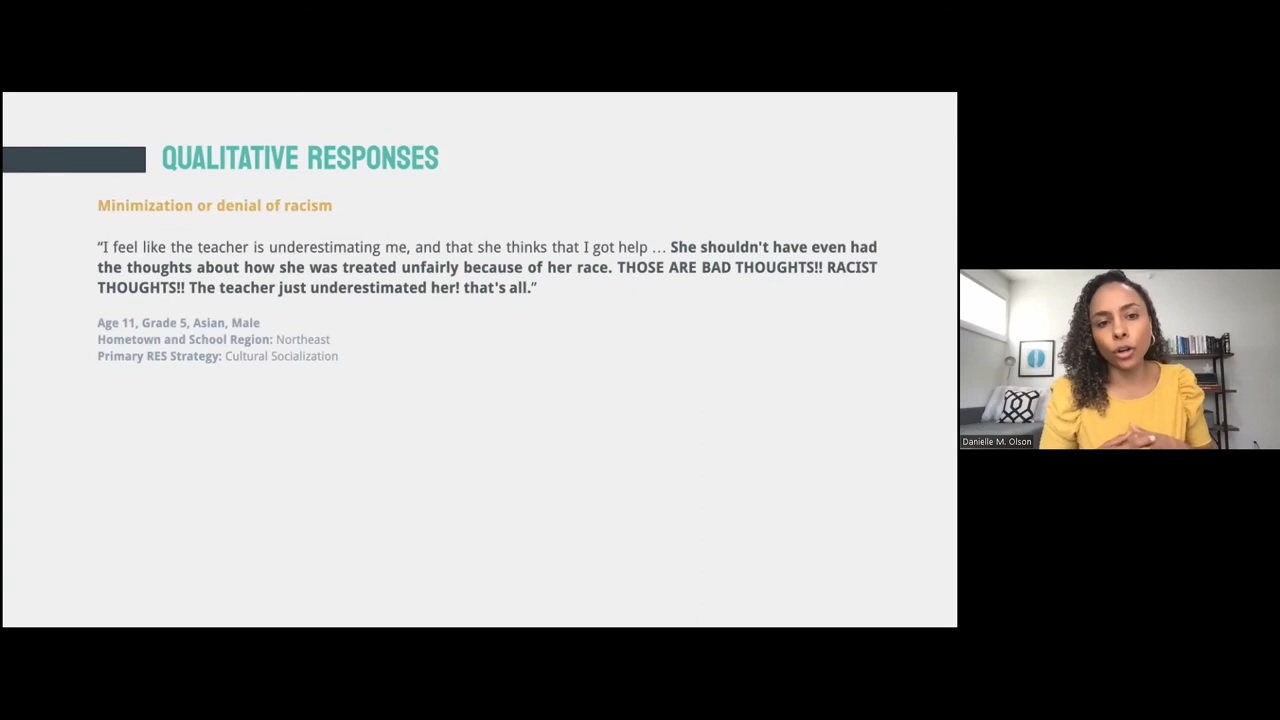 QUALITATIVE RESPONSES
Minimization or denial of racism
“I feel like the teacher is underestimating me, and that she thinks that I got help … She shouldn't have even had
the thoughts about how she was treated unfairly because of her race. THOSE ARE BAD THOUGHTS!! RACIST
THOUGHTS!! The teacher just underestimated her! that's all.”
Age 11, Grade 5, Asian, Male
Hometown and School Region: Northeast
Primary RES Strategy: Cultural Socialization
Danielle M. Olson